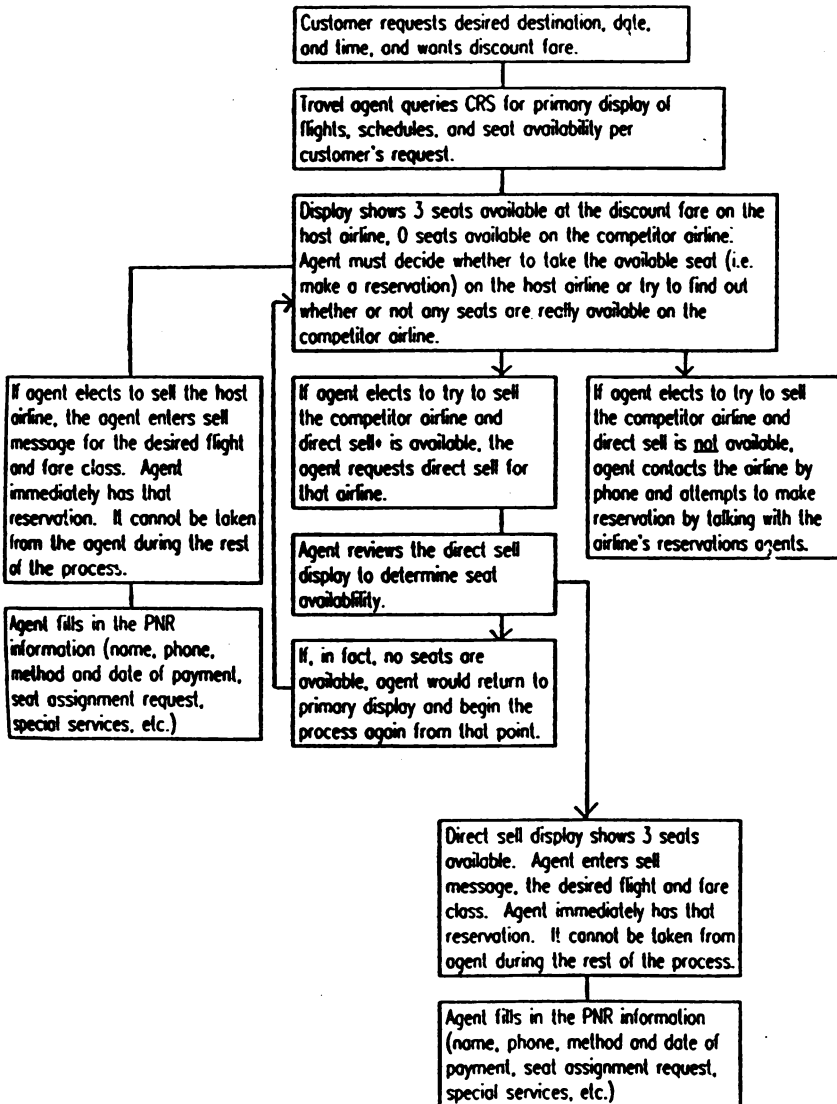 Customer requests desired destination, date,
and time, and wants discount fare.
Travel agent queries CRS for primary display of
flights, schedules, and seat availability per
customer's request.
Display shows 3 seats available at the discount fare on the
host airline, 0 seats available on the competitor airline.
Agent must decide whether to take the available seat (i.e.
make a reservation) on the host airline or try to find out
whether or not any seats are really available on the
competitor airline.
If agent elects to sell the host
airline, the agent enters sell
message for the desired flight
and fare class. Agent
immediately has that
reservation. It cannot be taken
from the agent during the rest
of the process.
Agent fills in the PNR
information (name, phone,
method and date of payment,
seat assignment request,
special services, etc.)
If agent elects to try to sell
the competitor airline and
direct sell* is available, the
agent requests direct sell for
that airline.
Agent reviews the direct sell
display to determine seat
availablility.
If, in fact, no seats are
available, agent would return to
primary display and begin the
process again from that point.
If agent elects to try to sell
the competitor airline and
direct sell is not available,
agent contacts the airline by
phone and attempts to make
reservation by talking with the
airline's reservations agents.
Direct sell display shows 3 seats
available. Agent enters sell
message, the desired flight and fare
class. Agent immediately has that
reservation. It cannot be taken from
agent during the rest of the process.
Agent fills in the PNR information
(name, phone, method and date of
payment, seat assignment request,
special services, etc.)